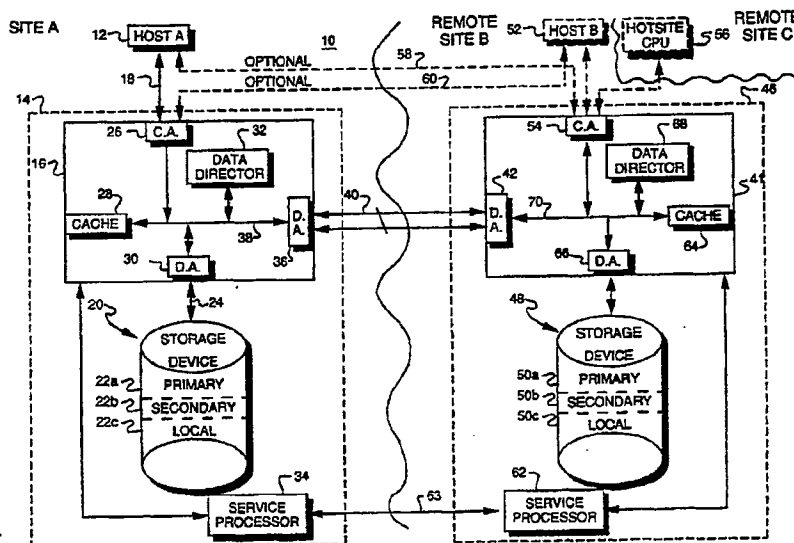 SITE A
12
HOST A
10
REMOTE
SITE B
52
HOST B
HOTSITE
CPU
56
REMOTE
SITE C
18
OPTIONAL
58
OPTIONAL
60
14
46
26
C.A.
32
54
C.A.
68
16
DATA
DIRECTOR
42
DATA
DIRECTOR
44
28
CACHE
38
D.
A.
36
40
D.
A.
70
CACHE
64
30
D.A.
66
D.A.
24
20
STORAGE
DEVICE
48
STORAGE
DEVICE
22a
PRIMARY
50a
PRIMARY
22b
SECONDARY
50b
SECONDARY
22c
LOCAL
50c
LOCAL
34
SERVICE
PROCESSOR
63
62
SERVICE
PROCESSOR